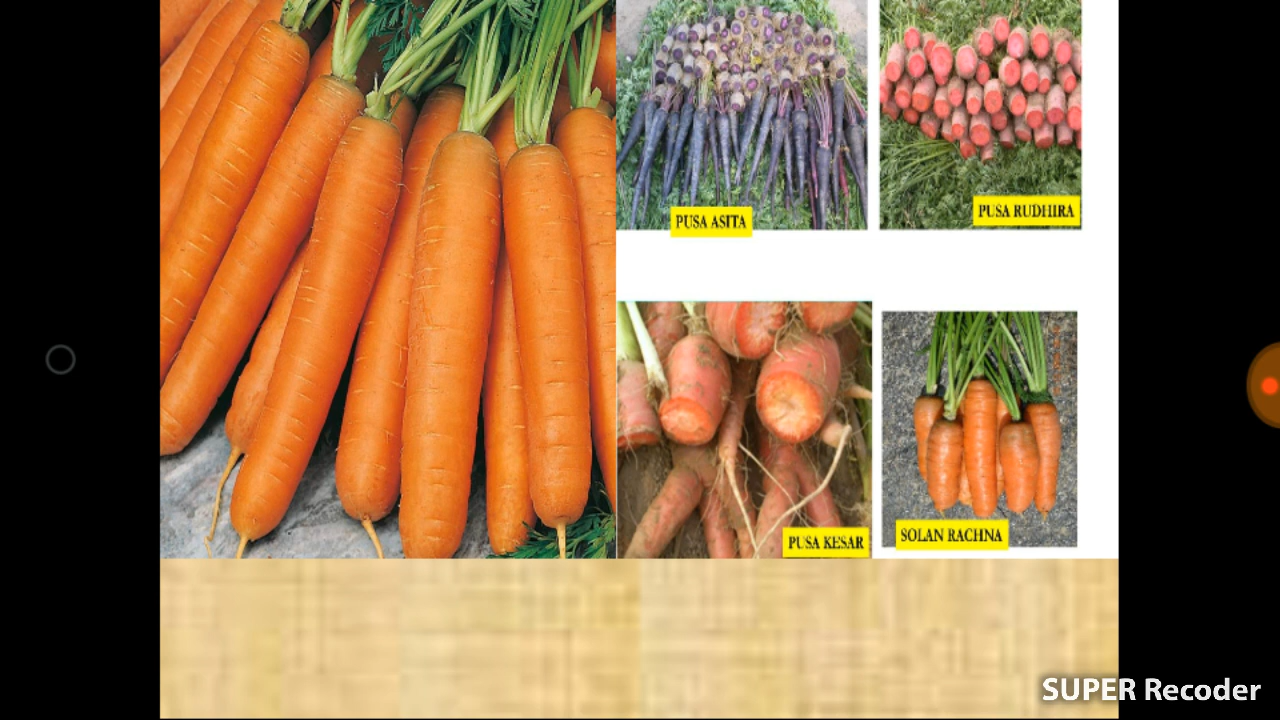 PUSA ASITA
PUSA RUDHIRA
PUSA KESAR
SOLAN RACHNA
SUPER Recoder